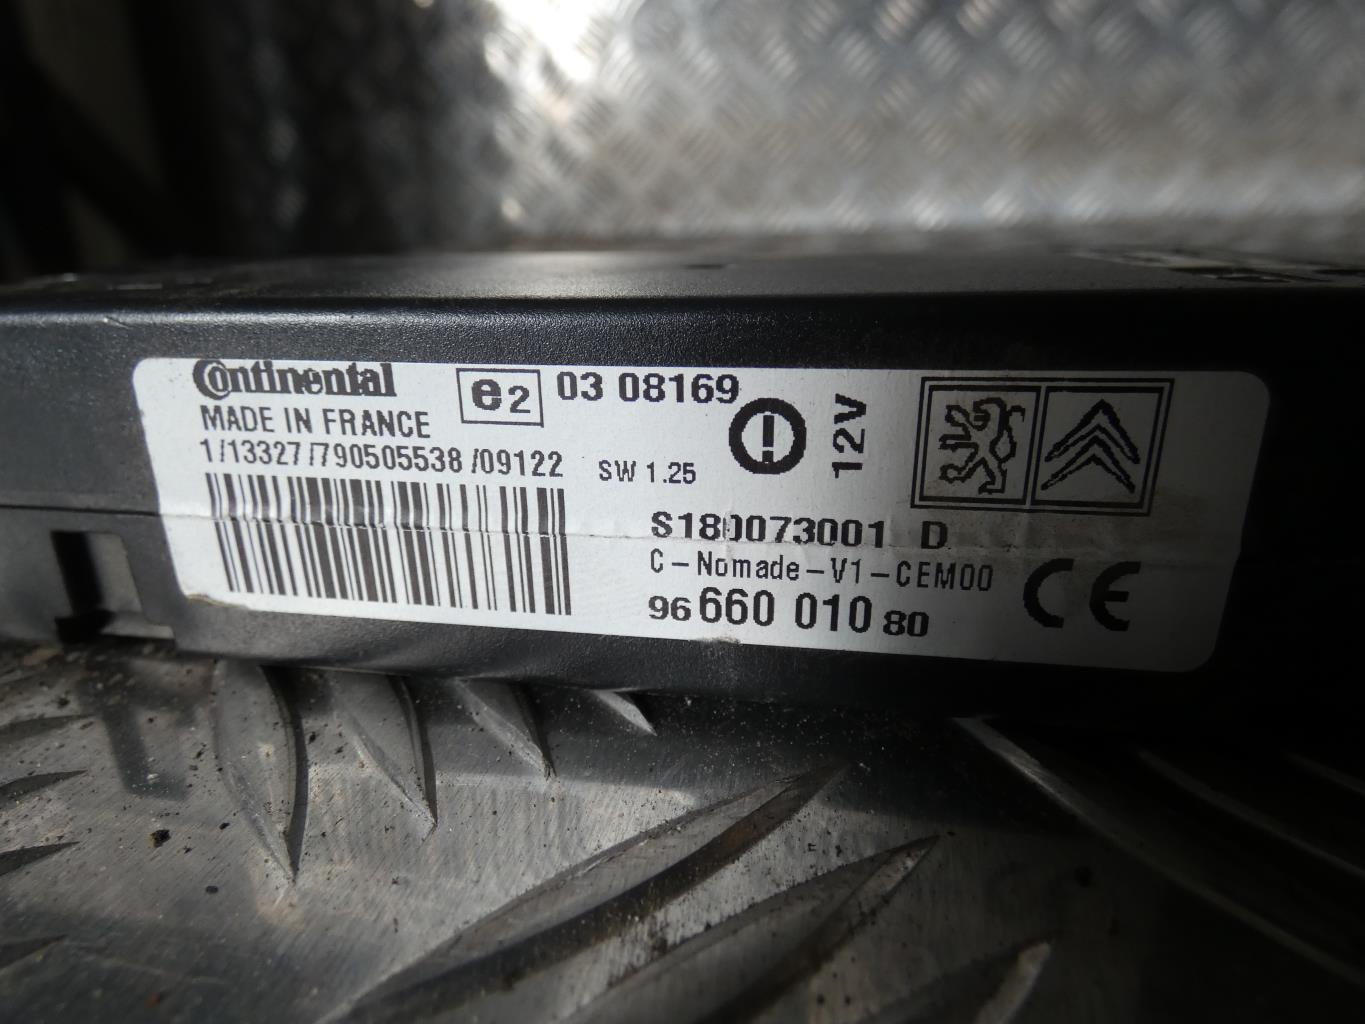 Continental
MADE IN FRANCE
e2 03 08169
1/13327/790505538/09122
SW 1.25
12V
S180073001 D
C-Nomade-V1-CEM00
96 660 010 80
CE